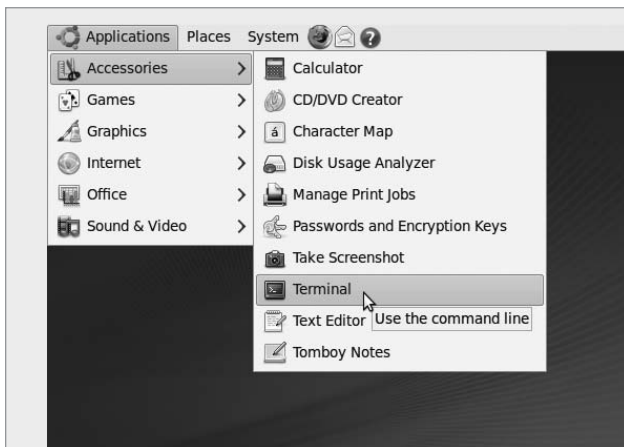 Applications Places System
Accessories
Games
Graphics
Internet
Office
Sound & Video
Calculator
CD/DVD Creator
á Character Map
Disk Usage Analyzer
Manage Print Jobs
Passwords and Encryption Keys
Take Screenshot
Terminal
Text Editor
Use the command line
Tomboy Notes